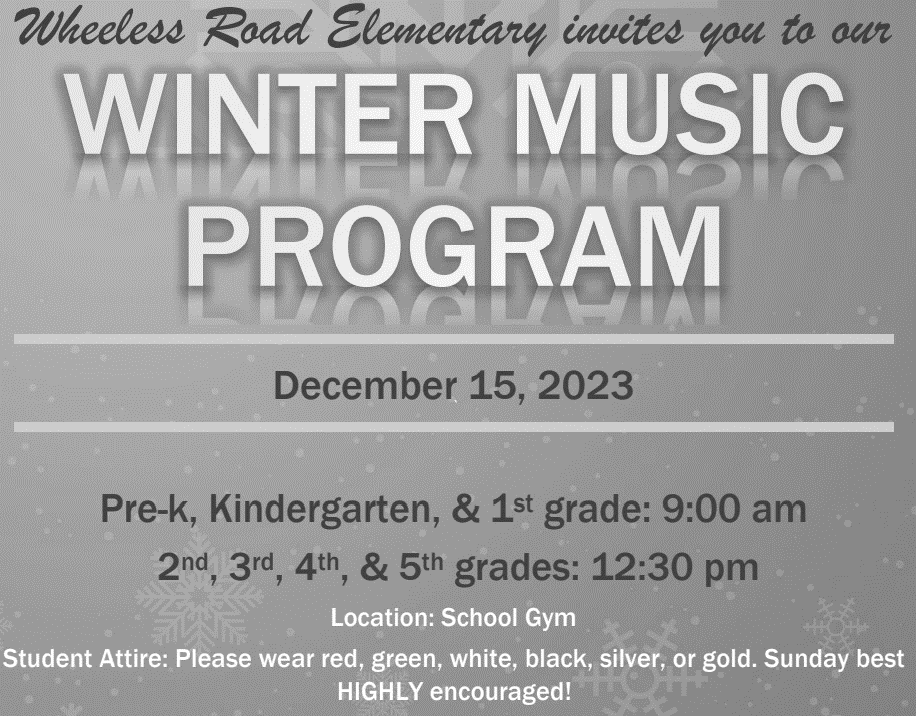 Wheeless Road Elementary invites you to our
WINTER MUSIC
PROGRAM
December 15, 2023
Pre-k, Kindergarten, & 1st grade: 9:00 am
2nd, 3rd, 4th, & 5th grades: 12:30 pm
Location: School Gym
Student Attire: Please wear red, green, white, black, silver, or gold. Sunday best
HIGHLY encouraged!